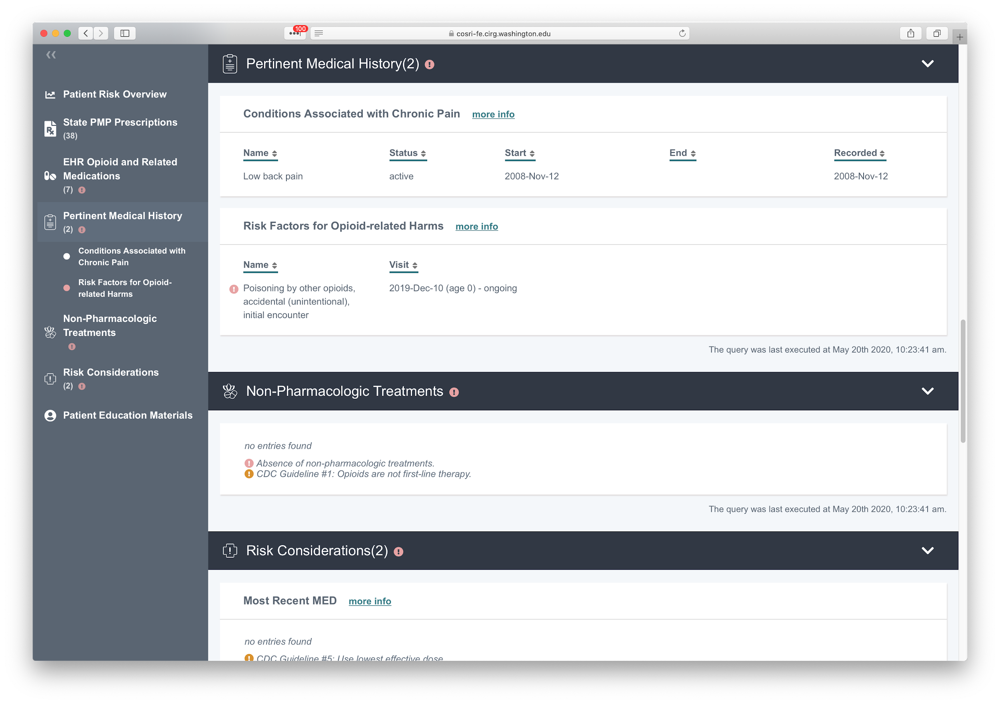 100
cosri-fe.cirg.washington.edu
Patient Risk Overview
State PMP Prescriptions
(38)
EHR Opioid and Related
Medications
(7)
Pertinent Medical History
(2)
Conditions Associated with
Chronic Pain
Risk Factors for Opioid-
related Harms
Non-Pharmacologic
Treatments
Risk Considerations
(2)
Patient Education Materials
Pertinent Medical History(2)
Conditions Associated with Chronic Pain more info
Name Status Start End Recorded
Low back pain active 2008-Nov-12 2008-Nov-12
Risk Factors for Opioid-related Harms more info
Name Visit
Poisoning by other opioids, 2019-Dec-10 (age 0) - ongoing
accidental (unintentional),
initial encounter
The query was last executed at May 20th 2020, 10:23:41 am.
Non-Pharmacologic Treatments
no entries found
Absence of non-pharmacologic treatments.
CDC Guideline #1: Opioids are not first-line therapy.
The query was last executed at May 20th 2020, 10:23:41 am.
Risk Considerations(2)
Most Recent MED more info
no entries found
CDC Guideline #5: Use lowest effective dose